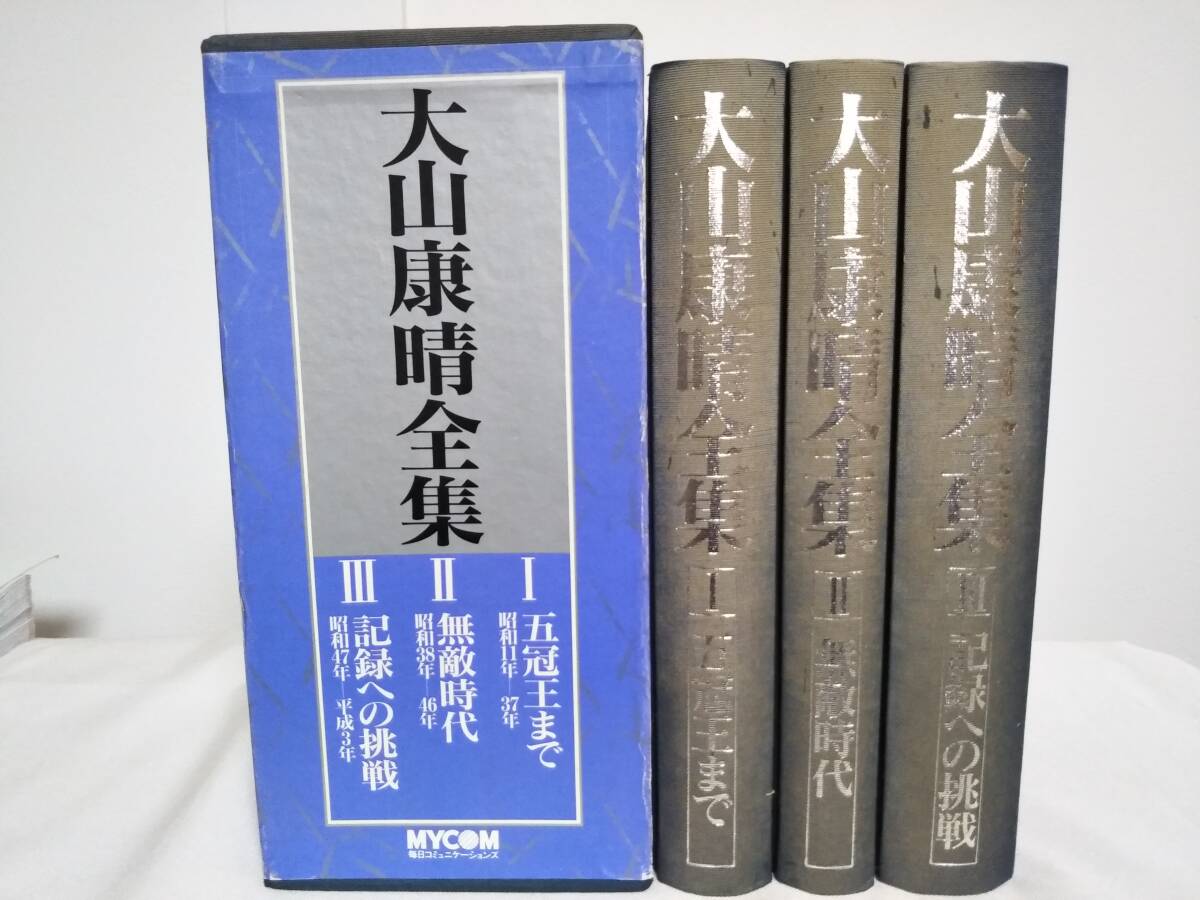 大山康晴全集
Ⅰ 五冠王まで
昭和11年—37年
Ⅱ 無敵時代
昭和38年—46年
Ⅲ 記録への挑戦
昭和47年—平成3年
MYCOM
毎日コミュニケーションズ
大山康晴全集 Ⅰ 五冠王まで
大山康晴全集 Ⅱ 無敵時代
大山康晴全集 Ⅲ 記録への挑戦